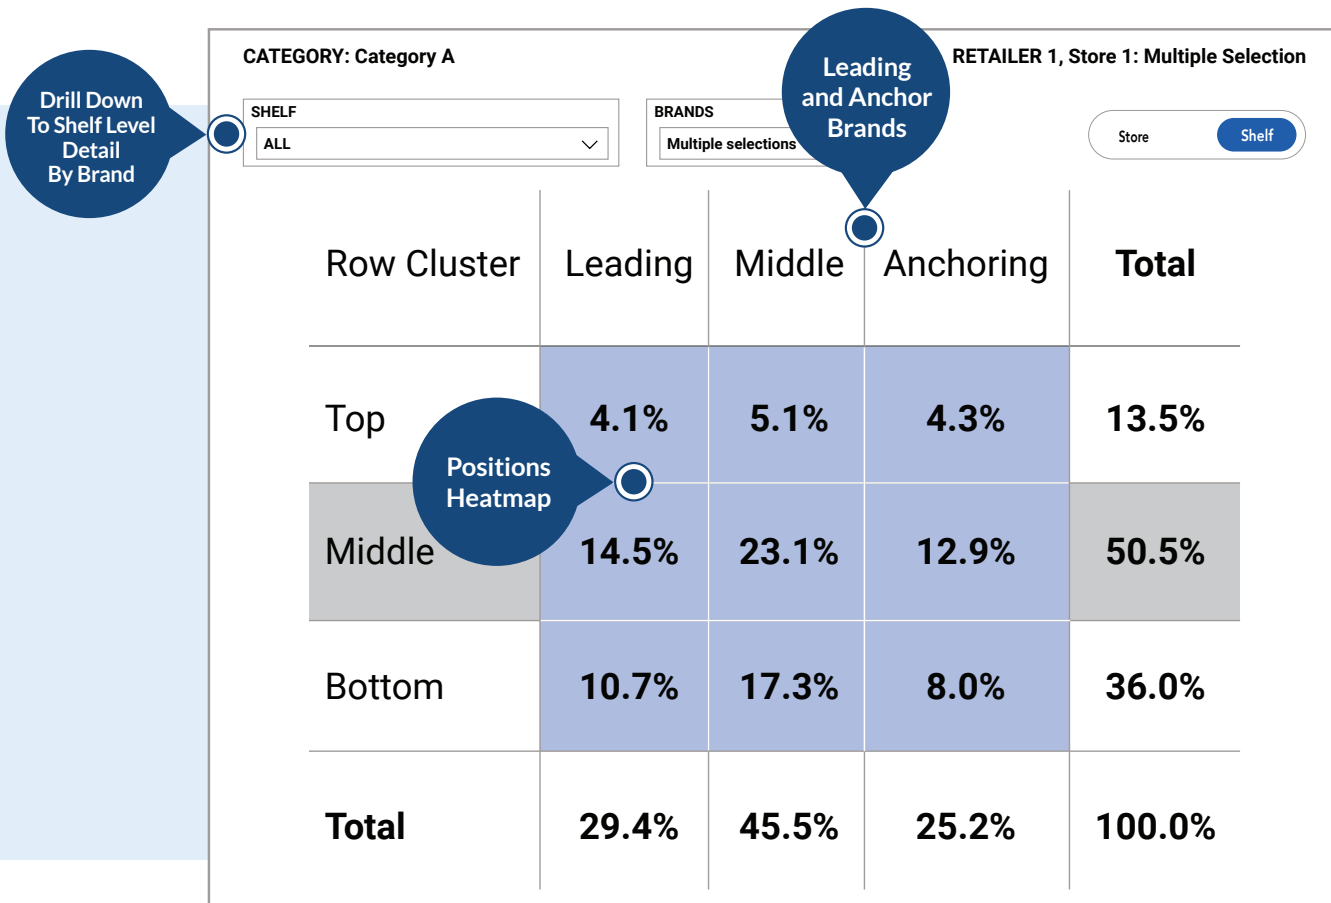 CATEGORY: Category A
RETAILER 1, Store 1: Multiple Selection
Drill Down
To Shelf Level
Detail
By Brand
Leading
and Anchor
Brands
SHELF
ALL
BRANDS
Multiple selections
Store
Shelf
Row Cluster Leading Middle Anchoring Total
Top 4.1% 5.1% 4.3% 13.5%
Positions
Heatmap
Middle 14.5% 23.1% 12.9% 50.5%
Bottom 10.7% 17.3% 8.0% 36.0%
Total 29.4% 45.5% 25.2% 100.0%